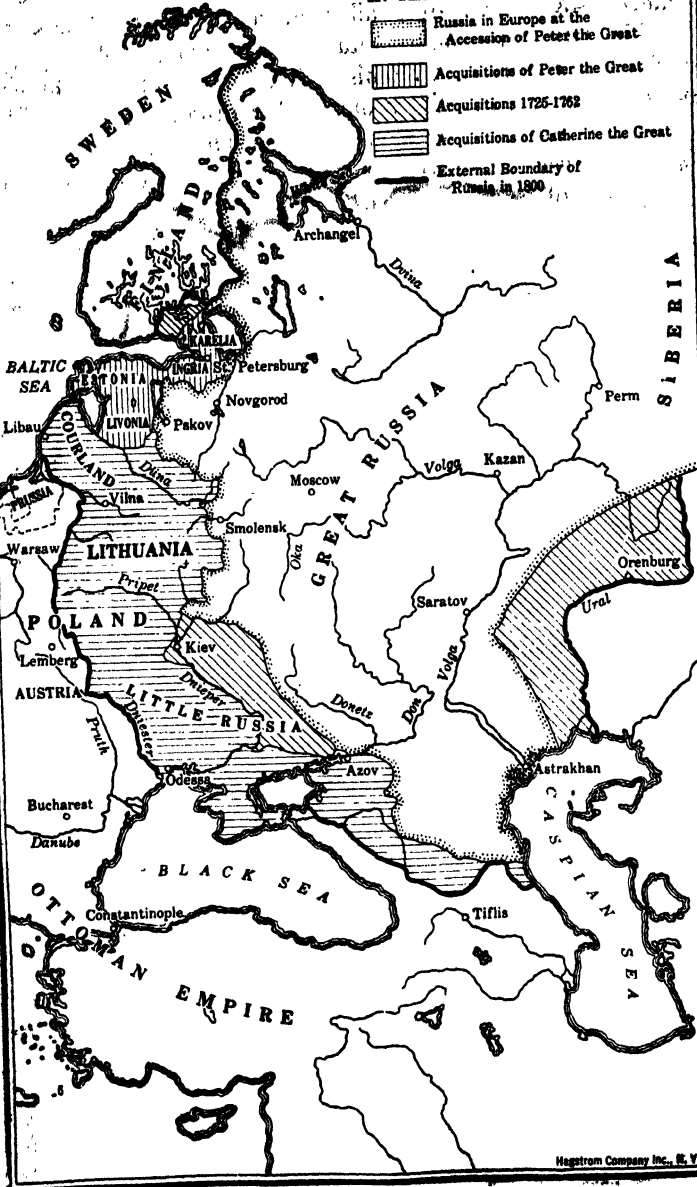 Russia in Europe at the
Accession of Peter the Great
Acquisitions of Peter the Great
Acquisitions 1725-1762
Acquisitions of Catherine the Great
External Boundary of
Russia in 1800
SWEDEN
FINLAND
Archangel
Dvina
SIBERIA
KARELIA
BALTIC
SEA
ESTONIA
INGRIA
St. Petersburg
LIVONIA
Novgorod
Pskov
Perm
Libau
COURLAND
GREAT RUSSIA
Düna
Moscow
Volga
Kazan
PRUSSIA
Vilna
Smolensk
Warsaw
LITHUANIA
Oka
Orenburg
Pripet
Saratov
Ural
POLAND
Kiev
Lemberg
Volga
AUSTRIA
Dnieper
LITTLE RUSSIA
Donetz
Don
Pruth
Dniester
Odessa
Azov
Astrakhan
Bucharest
Danube
CASPIAN SEA
BLACK SEA
Constantinople
Tiflis
OTTOMAN EMPIRE
Hagstrom Company Inc., N. Y